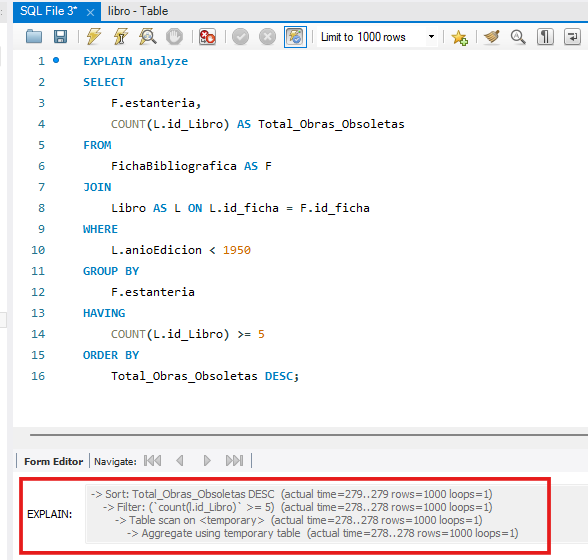 SQL File 3* × libro - Table
Limit to 1000 rows
1 EXPLAIN analyze
2 SELECT
3 F.estanteria,
4 COUNT(L.id_Libro) AS Total_Obras_Obsoletas
5 FROM
6 FichaBibliografica AS F
7 JOIN
8 Libro AS L ON L.id_ficha = F.id_ficha
9 WHERE
10 L.anioEdicion < 1950
11 GROUP BY
12 F.estanteria
13 HAVING
14 COUNT(L.id_Libro) >= 5
15 ORDER BY
16 Total_Obras_Obsoletas DESC;
Form Editor Navigate:
-> Sort: Total_Obras_Obsoletas DESC (actual time=279..279 rows=1000 loops=1)
-> Filter: (`count(l.id_Libro)` >= 5) (actual time=278..278 rows=1000 loops=1)
EXPLAIN:
-> Table scan on <temporary> (actual time=278..278 rows=1000 loops=1)
-> Aggregate using temporary table (actual time=278..278 rows=1000 loops=1)